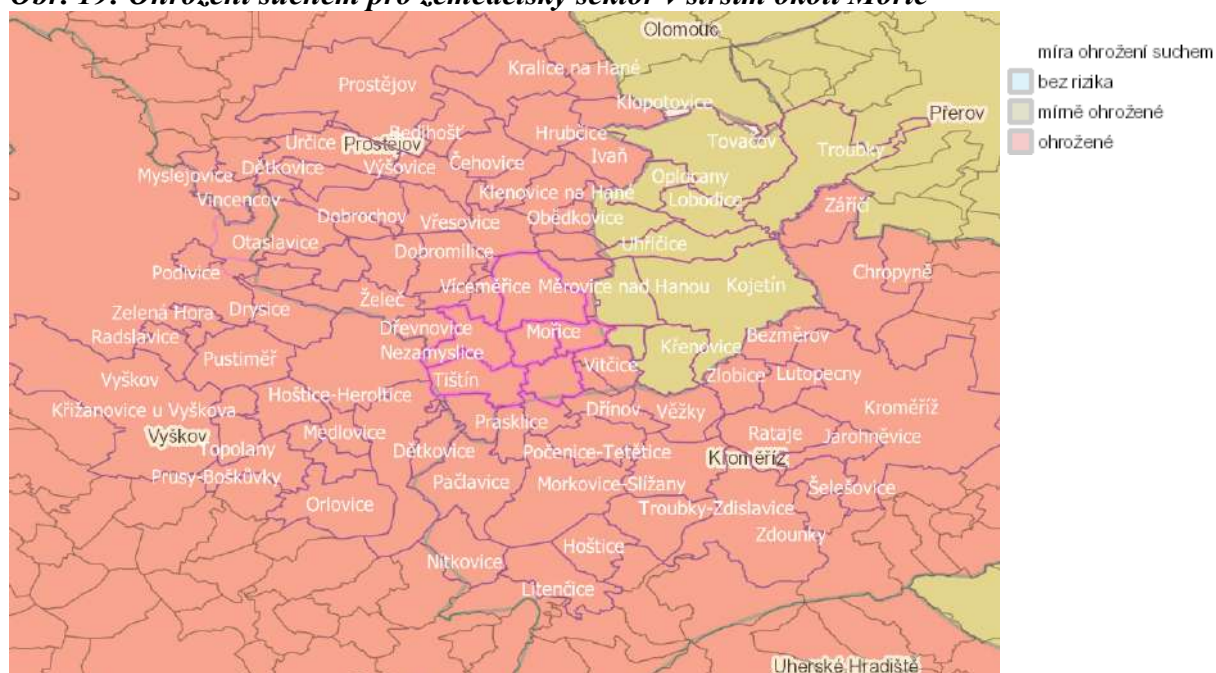 Obr. 19: Ohrožení suchem pro zemědělský sektor v širším okolí Mořic
Olomouc
míra ohrožení suchem
bez rizika
mírně ohrožené
ohrožené
Kralice na Hané
Prostějov
Klopotovice
Přerov
Bedihošť
Hrubčice
Určice
Prostějov
Tovačov
Troubky
Ivaň
Myslejovice
Dětkovice
Výšovice
Čehovice
Oplocany
Vincencov
Klenovice na Hané
Lobodice
Záříčí
Dobrochov
Vřesovice
Obědkovice
Otaslavice
Dobromilice
Uhřičice
Podivice
Chropyně
Víceměřice
Měrovice nad Hanou
Kojetín
Želeč
Zelená Hora
Drysice
Radslavice
Dřevnovice
Mořice
Bezměrov
Pustiměř
Nezamyslice
Křenovice
Vitčice
Vyškov
Tištín
Zlobice
Lutopecny
Hoštice-Heroltice
Křižanovice u Vyškova
Dřínov
Věžky
Kroměříž
Prasklice
Vyškov
Medlovice
Rataje
Jarohněvice
Topolany
Dětkovice
Počenice-Tetětice
Kroměříž
Prusy-Boškůvky
Pačlavice
Morkovice-Slížany
Šelešovice
Orlovice
Troubky-Zdislavice
Zdounky
Hoštice
Nítkovice
Litenčice
Uherské Hradiště